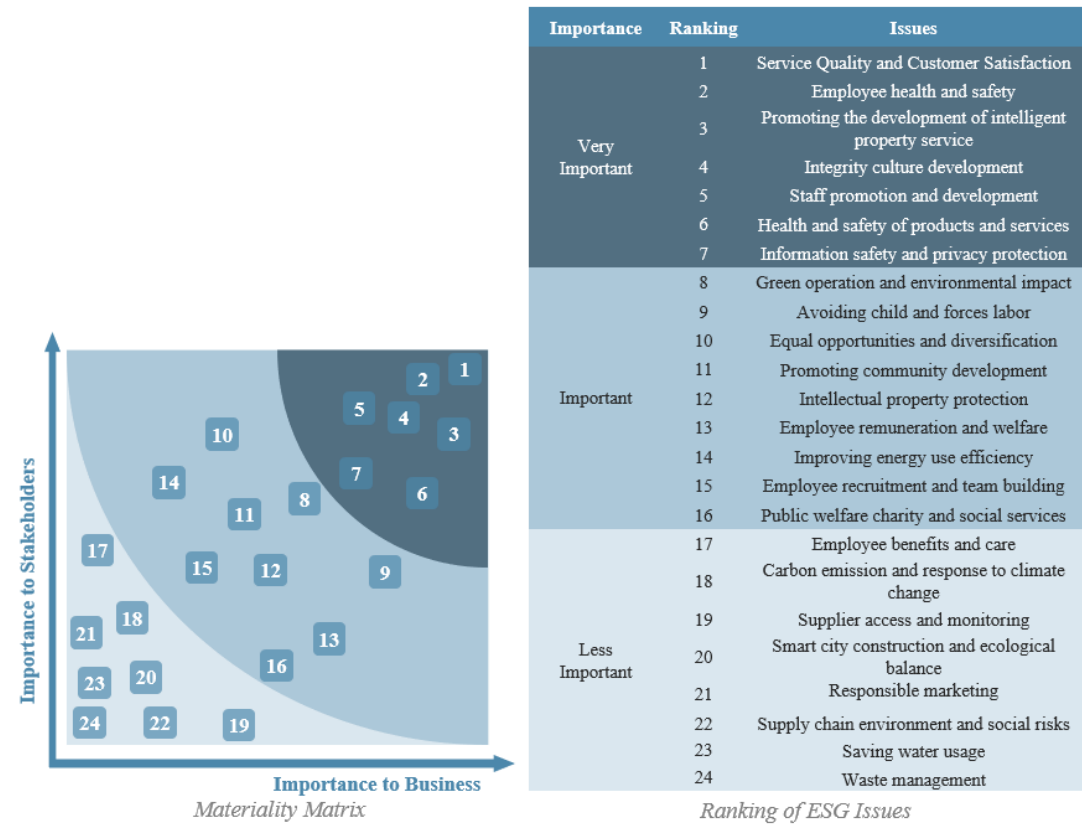 Importance to Stakeholders
1
2
5
4
3
10
7
14
6
8
11
17
15
12
9
18
21
13
16
20
23
24
22
19
Importance to Business
Materiality Matrix
Importance Ranking Issues
Very
Important
1 Service Quality and Customer Satisfaction
2 Employee health and safety
3 Promoting the development of intelligent
property service
4 Integrity culture development
5 Staff promotion and development
6 Health and safety of products and services
7 Information safety and privacy protection
Important
8 Green operation and environmental impact
9 Avoiding child and forces labor
10 Equal opportunities and diversification
11 Promoting community development
12 Intellectual property protection
13 Employee remuneration and welfare
14 Improving energy use efficiency
15 Employee recruitment and team building
16 Public welfare charity and social services
Less
Important
17 Employee benefits and care
18 Carbon emission and response to climate
change
19 Supplier access and monitoring
20 Smart city construction and ecological
balance
21 Responsible marketing
22 Supply chain environment and social risks
23 Saving water usage
24 Waste management
Ranking of ESG Issues